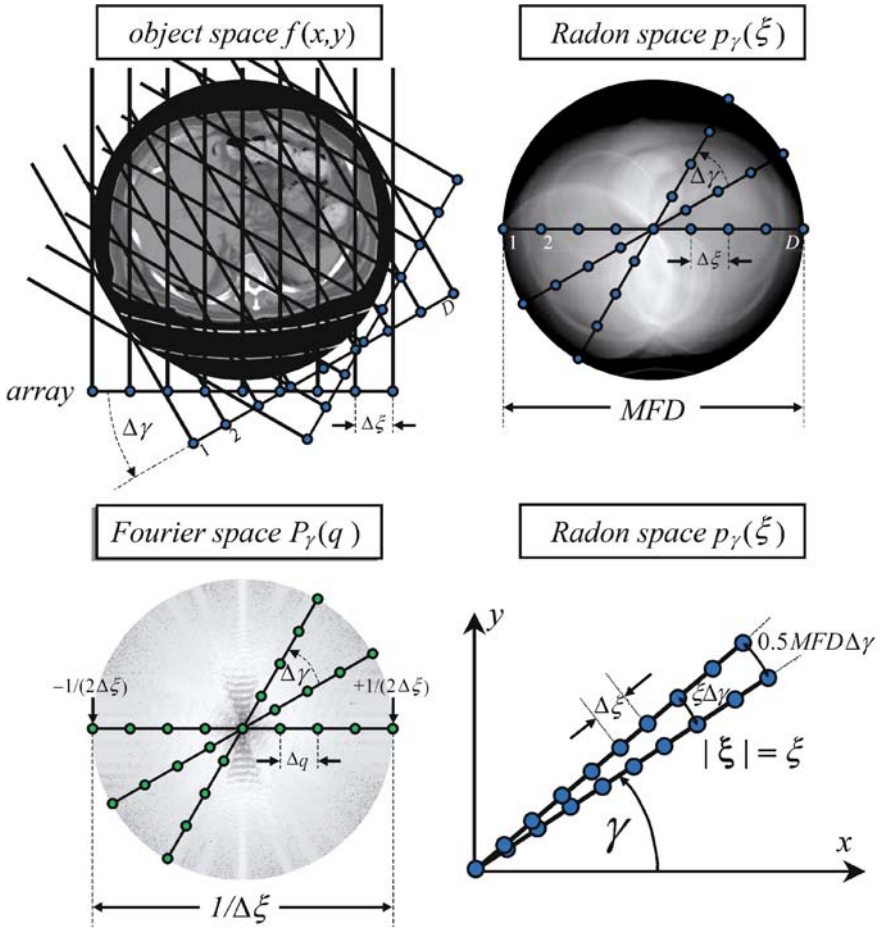 object space f(x,y)
Radon space pγ(ξ)
Δγ
1
2
D
Δξ
MFD
D
array
Δγ
1
2
Δξ
Fourier space Pγ(q)
Radon space pγ(ξ)
−1/(2Δξ)
Δγ
+1/(2Δξ)
Δq
1/Δξ
y
0.5MFDΔγ
Δξ
ξΔγ
|ξ| = ξ
γ
x